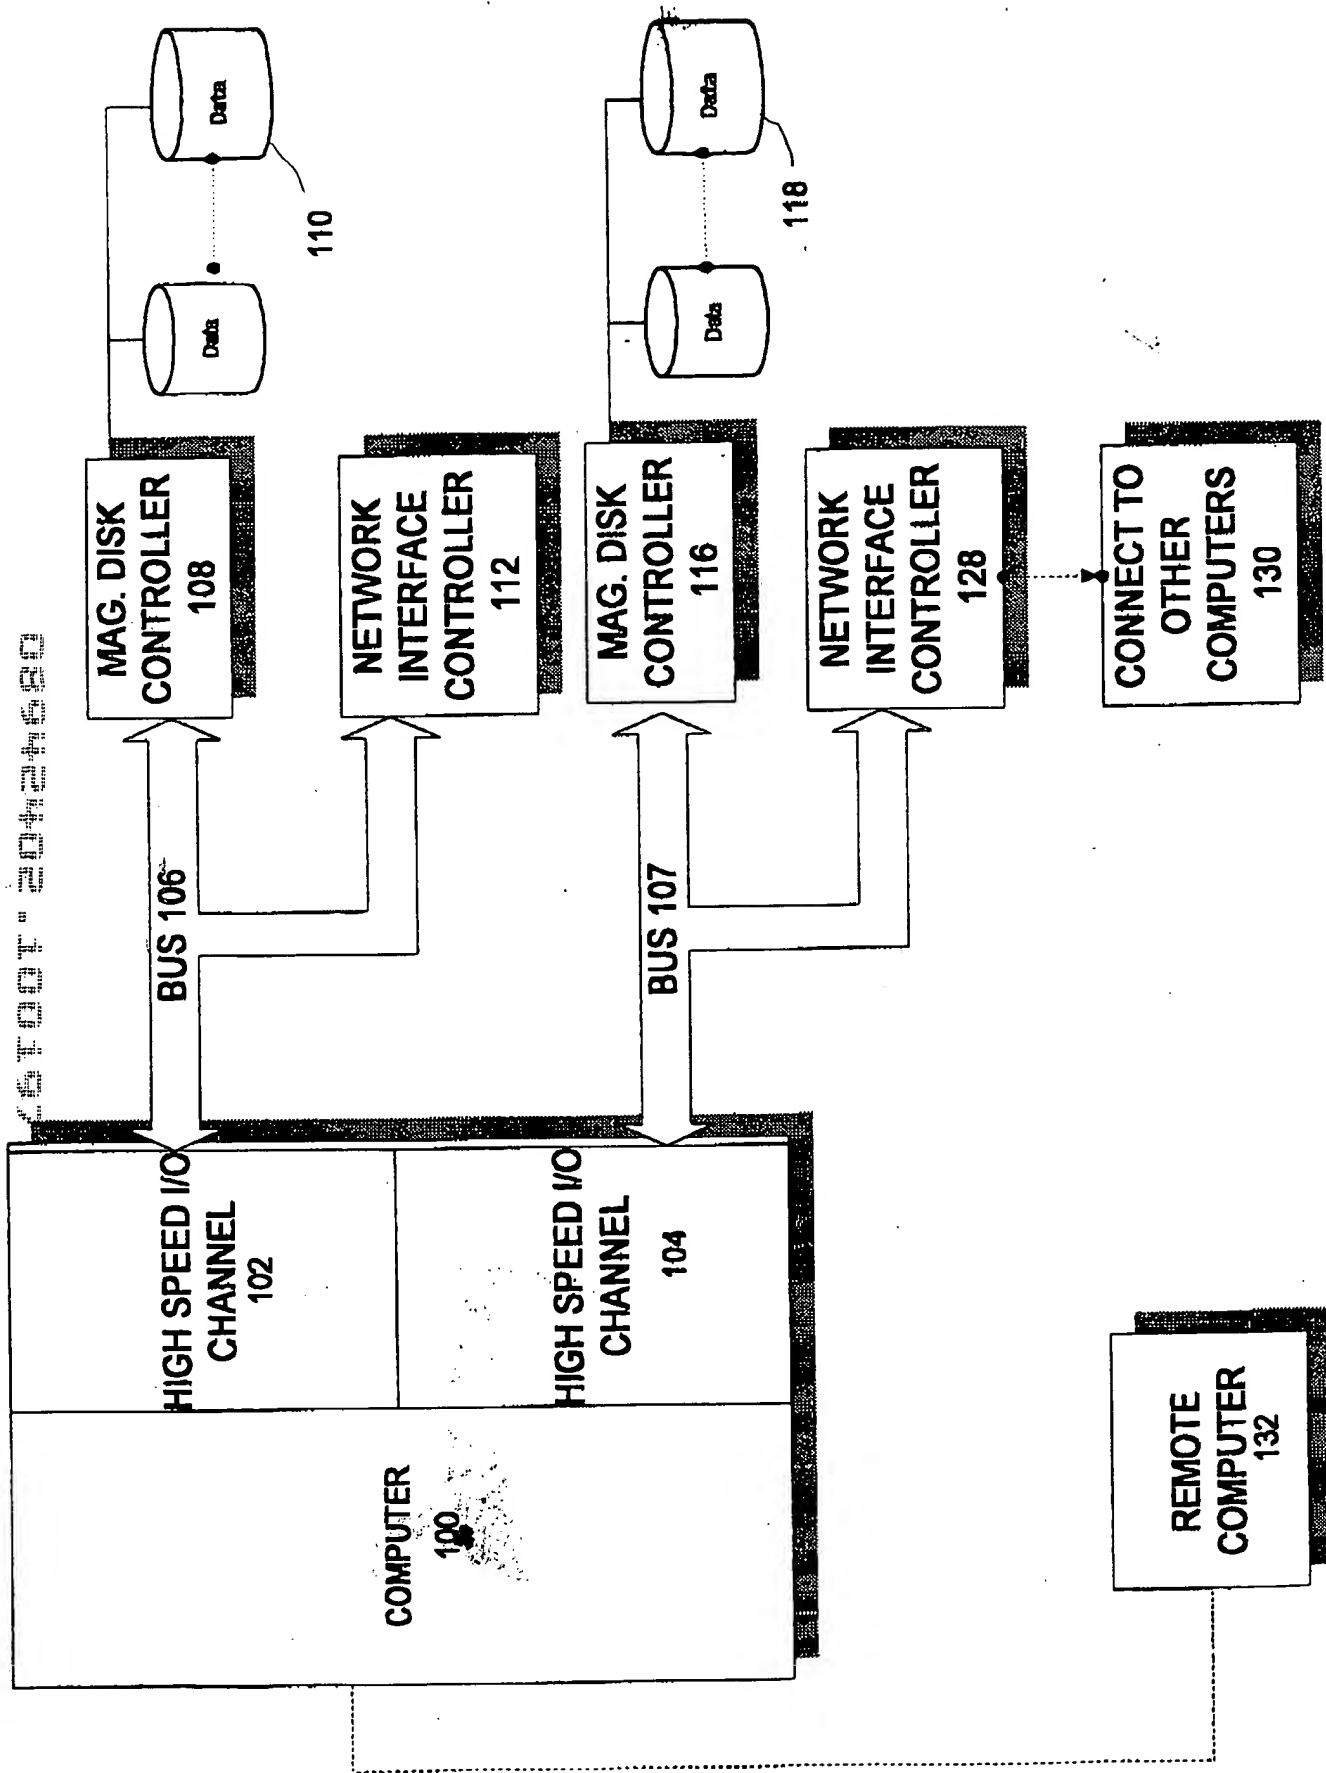 COMPUTER
100
HIGH SPEED I/O
CHANNEL
102
HIGH SPEED I/O
CHANNEL
104
BUS 106
BUS 107
MAG. DISK
CONTROLLER
108
NETWORK
INTERFACE
CONTROLLER
112
MAG. DISK
CONTROLLER
116
NETWORK
INTERFACE
CONTROLLER
128
CONNECT TO
OTHER
COMPUTERS
130
Data
Data
110
Data
Data
118
REMOTE
COMPUTER
132